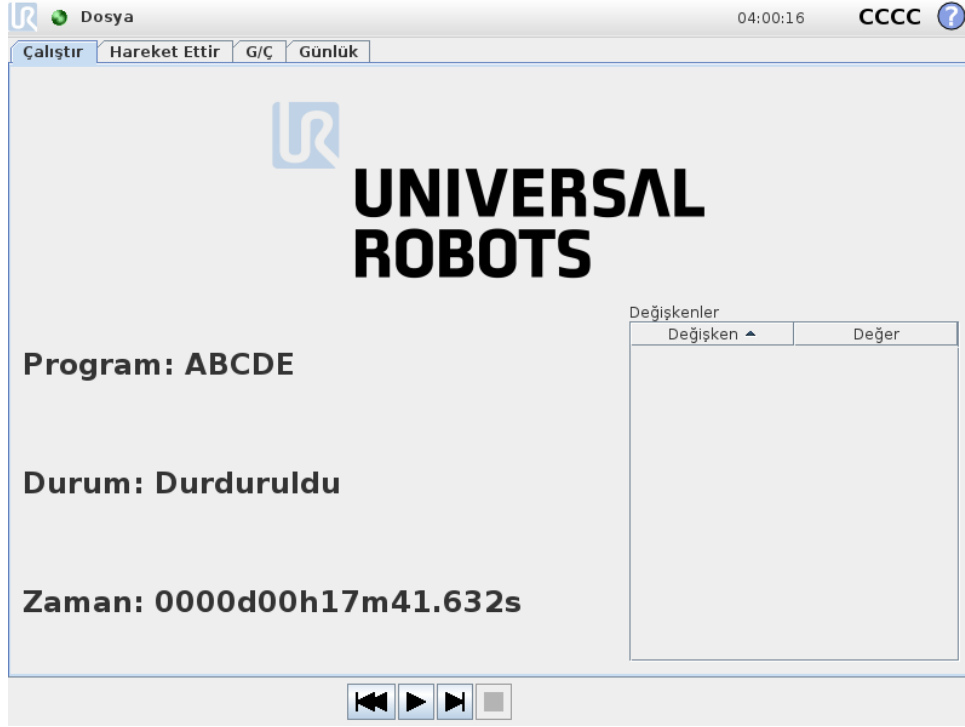 Dosya 04:00:16 CCCC ?
Çalıştır Hareket Ettir G/Ç Günlük
UNIVERSAL
ROBOTS
Değişkenler
Değişken Değer
Program: ABCDE
Durum: Durduruldu
Zaman: 0000d00h17m41.632s